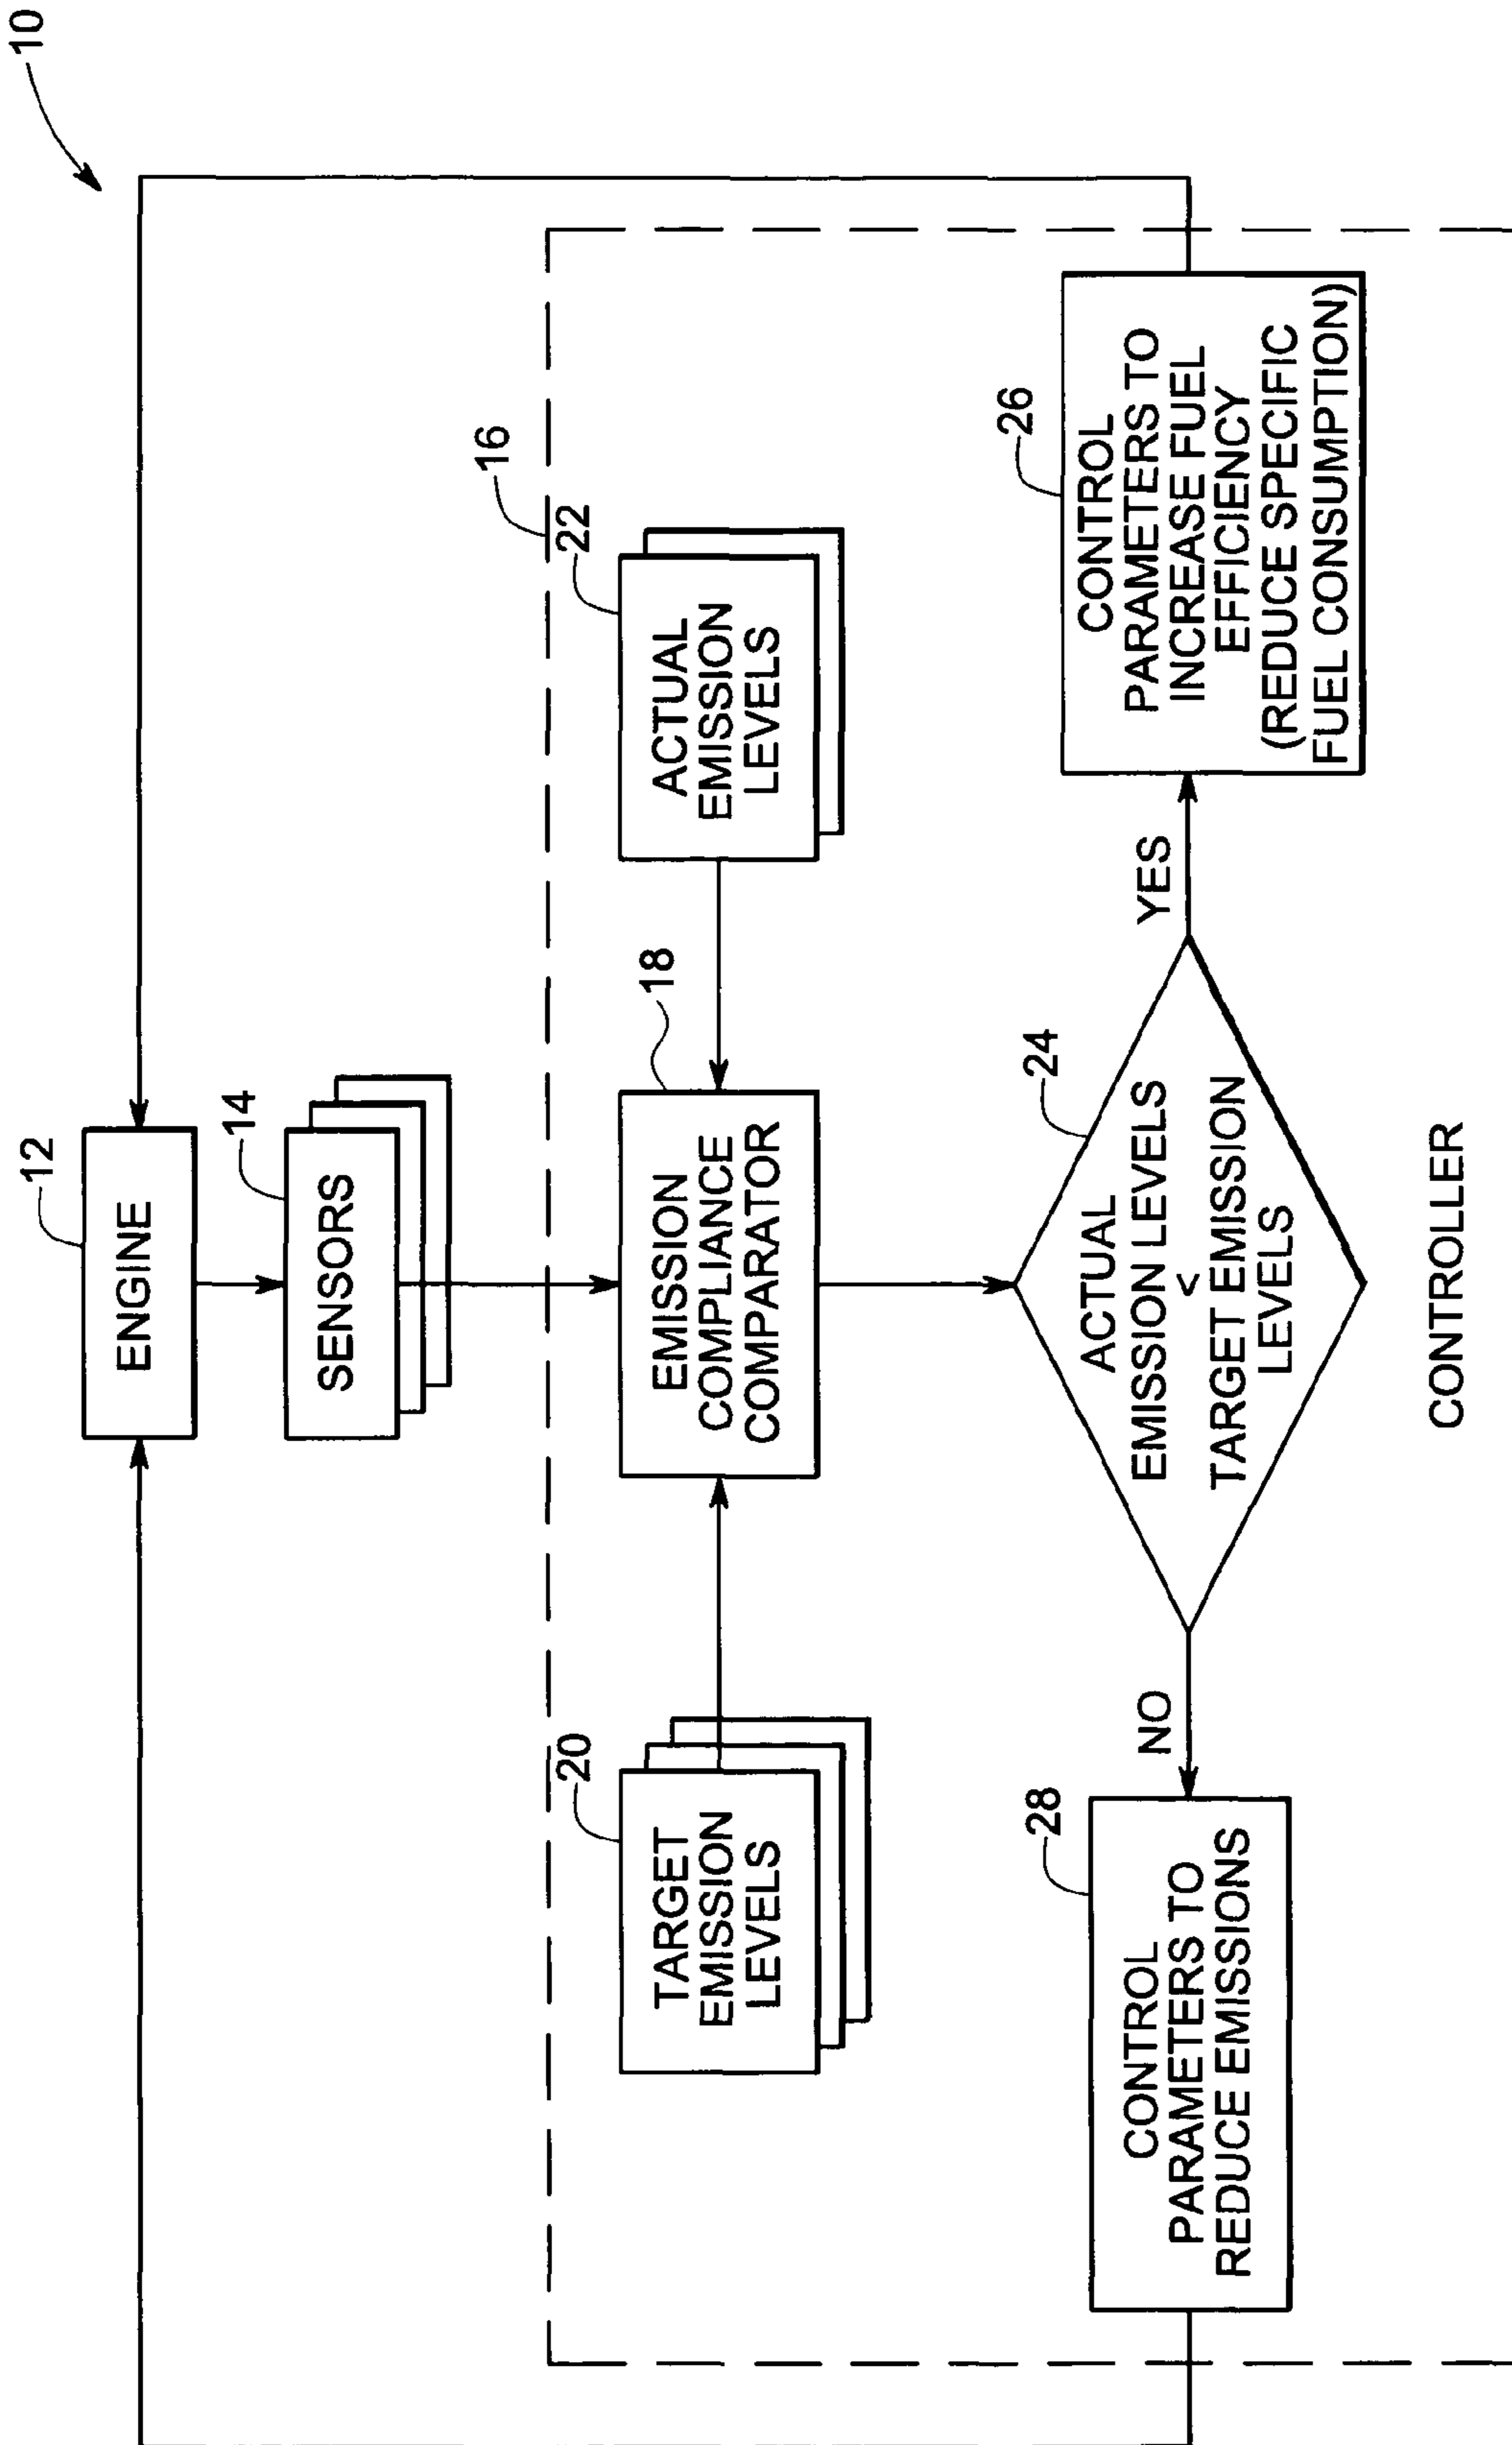 10
12
ENGINE
14
SENSORS
16
20
TARGET
EMISSION
LEVELS
18
EMISSION
COMPLIANCE
COMPARATOR
22
ACTUAL
EMISSION
LEVELS
24
ACTUAL
EMISSION LEVELS
<
TARGET EMISSION
LEVELS
NO
YES
28
CONTROL
PARAMETERS TO
REDUCE EMISSIONS
26
CONTROL
PARAMETERS TO
INCREASE FUEL
EFFICIENCY
(REDUCE SPECIFIC
FUEL CONSUMPTION)
CONTROLLER